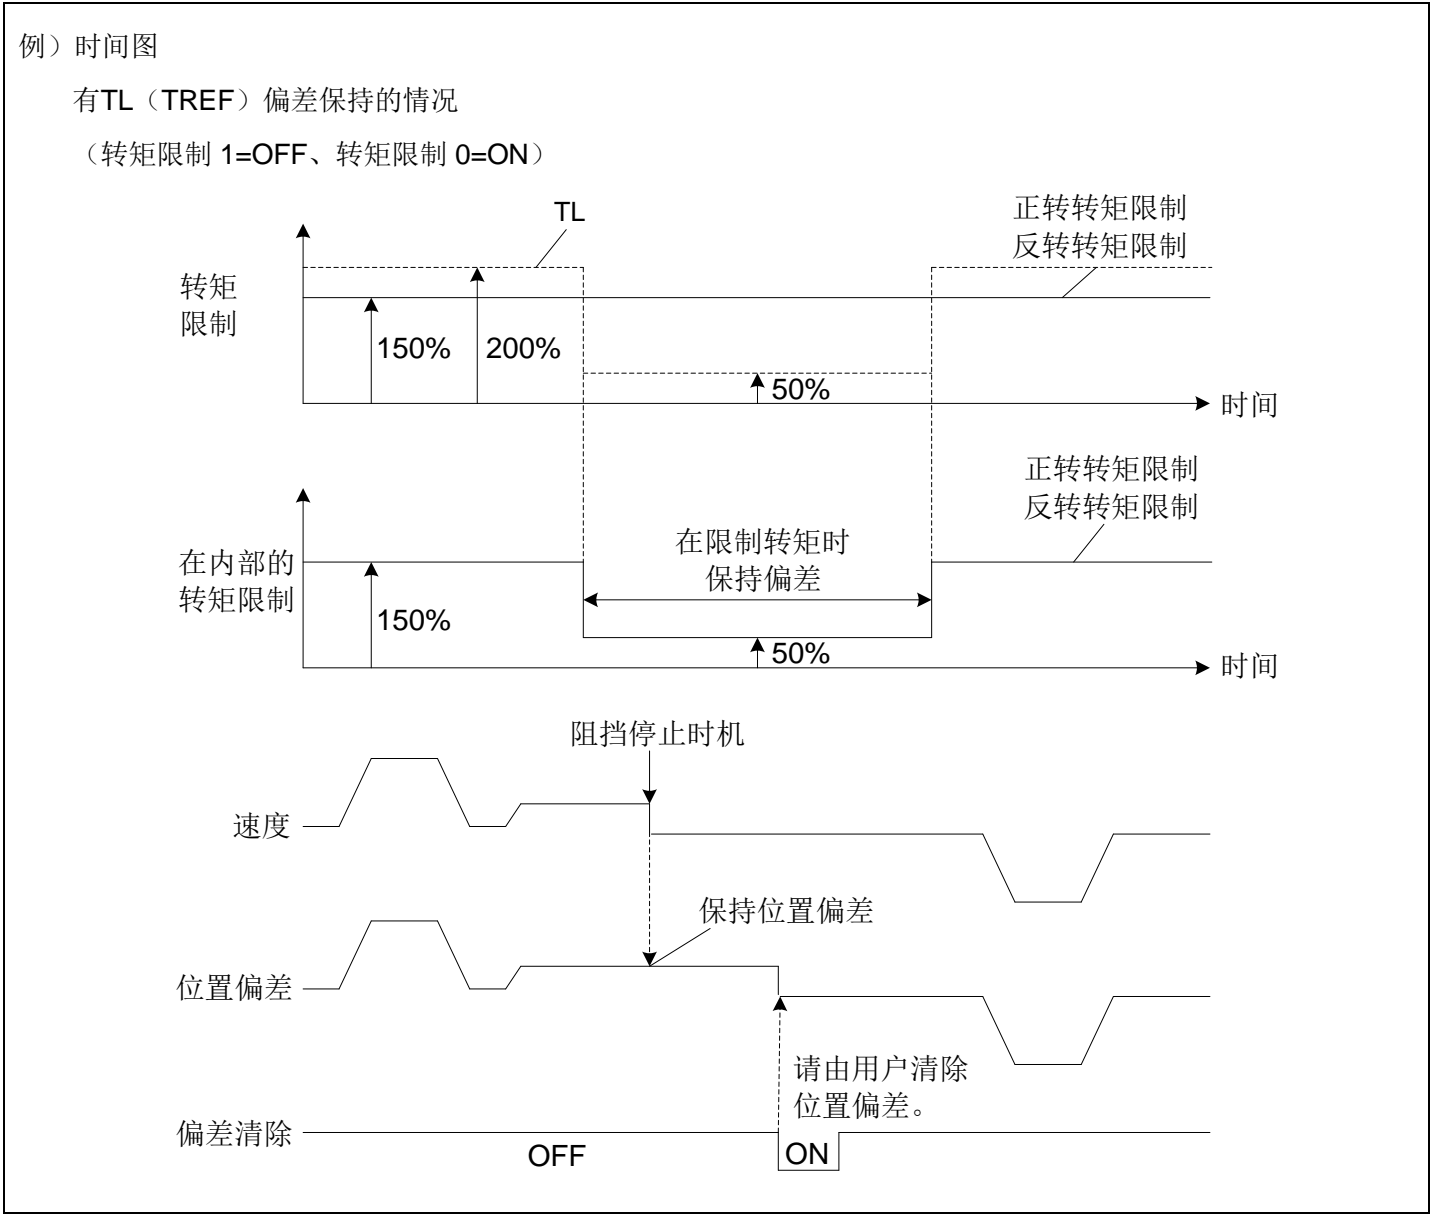 例）时间图
有TL（TREF）偏差保持的情况
（转矩限制 1=OFF、转矩限制 0=ON）
TL
正转转矩限制
反转转矩限制
转矩
限制
150%
200%
50%
时间
正转转矩限制
反转转矩限制
在限制转矩时
保持偏差
在内部的
转矩限制
150%
50%
时间
阻挡停止时机
速度
保持位置偏差
位置偏差
请由用户清除
位置偏差。
偏差清除
OFF
ON